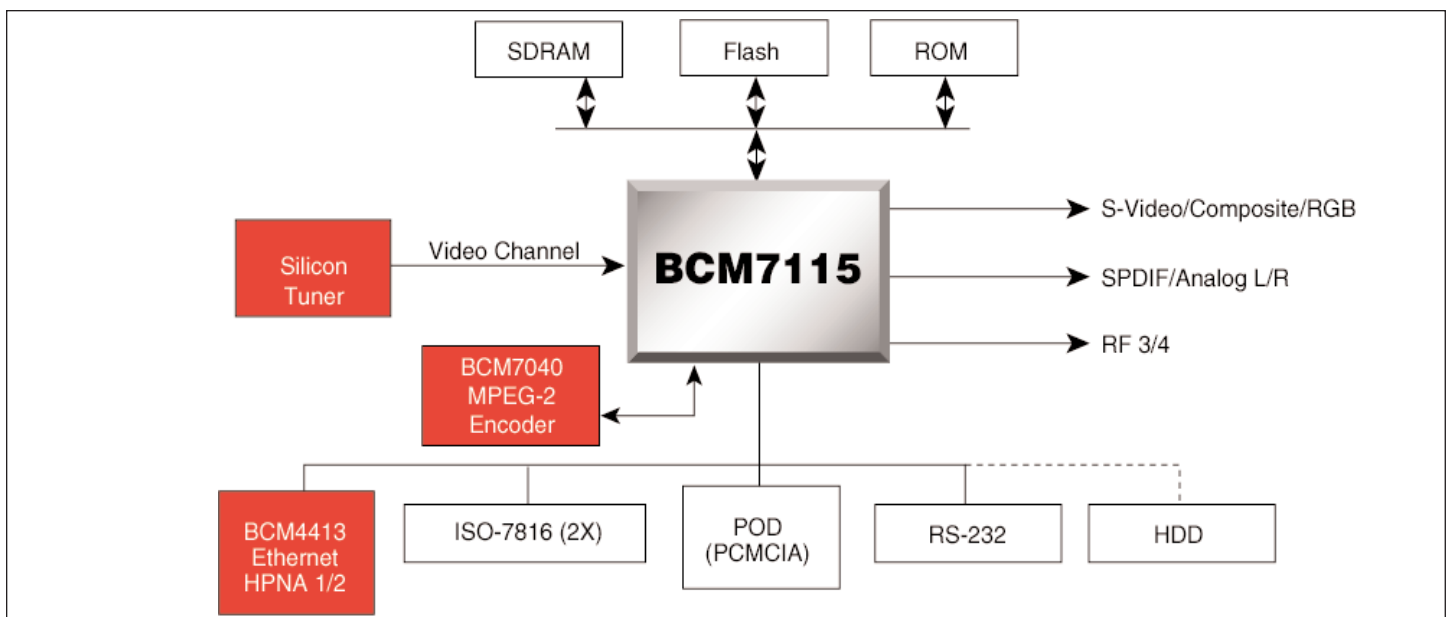 SDRAM
Flash
ROM
S-Video/Composite/RGB
Silicon
Tuner
Video Channel
BCM7115
SPDIF/Analog L/R
RF 3/4
BCM7040
MPEG-2
Encoder
BCM4413
Ethernet
HPNA 1/2
ISO-7816 (2X)
POD
(PCMCIA)
RS-232
HDD